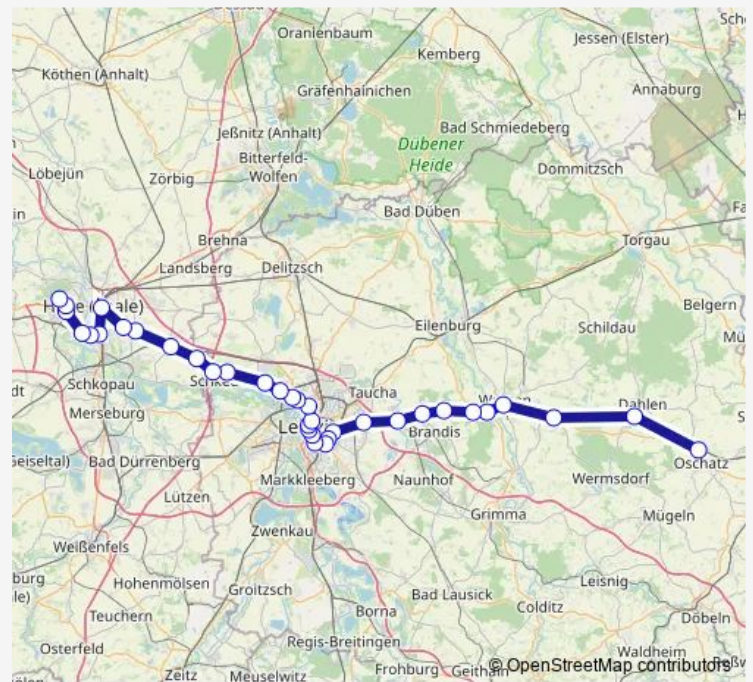 Dessau
Oranienbaum
Jessen (Elster)
Kemberg
Köthen (Anhalt)
Gräfenhainichen
Annaburg
Jeßnitz (Anhalt)
Bad Schmiedeberg
Dübener
Heide
Bitterfeld-
Wolfen
Dommitzsch
Löbejün
Zörbig
Bad Düben
Brehna
Torgau
Landsberg
Delitzsch
Belgern
Eilenburg
Schildau
Schkopau
Taucha
Merseburg
Dahlen
Brandis
Bad Dürrenberg
Oschatz
Markkleeberg
Naunhof
Wermsdorf
Lützen
Grimma
Mügeln
Zwenkau
Weißenfels
Leisnig
Hohenmölsen
Groitzsch
Bad Lausick
Colditz
Teuchern
Borna
Döbeln
Osterfeld
Regis-Breitingen
Waldheim
Zeitz
Meuselwitz
Frohburg
Geithain
© OpenStreetMap contributors